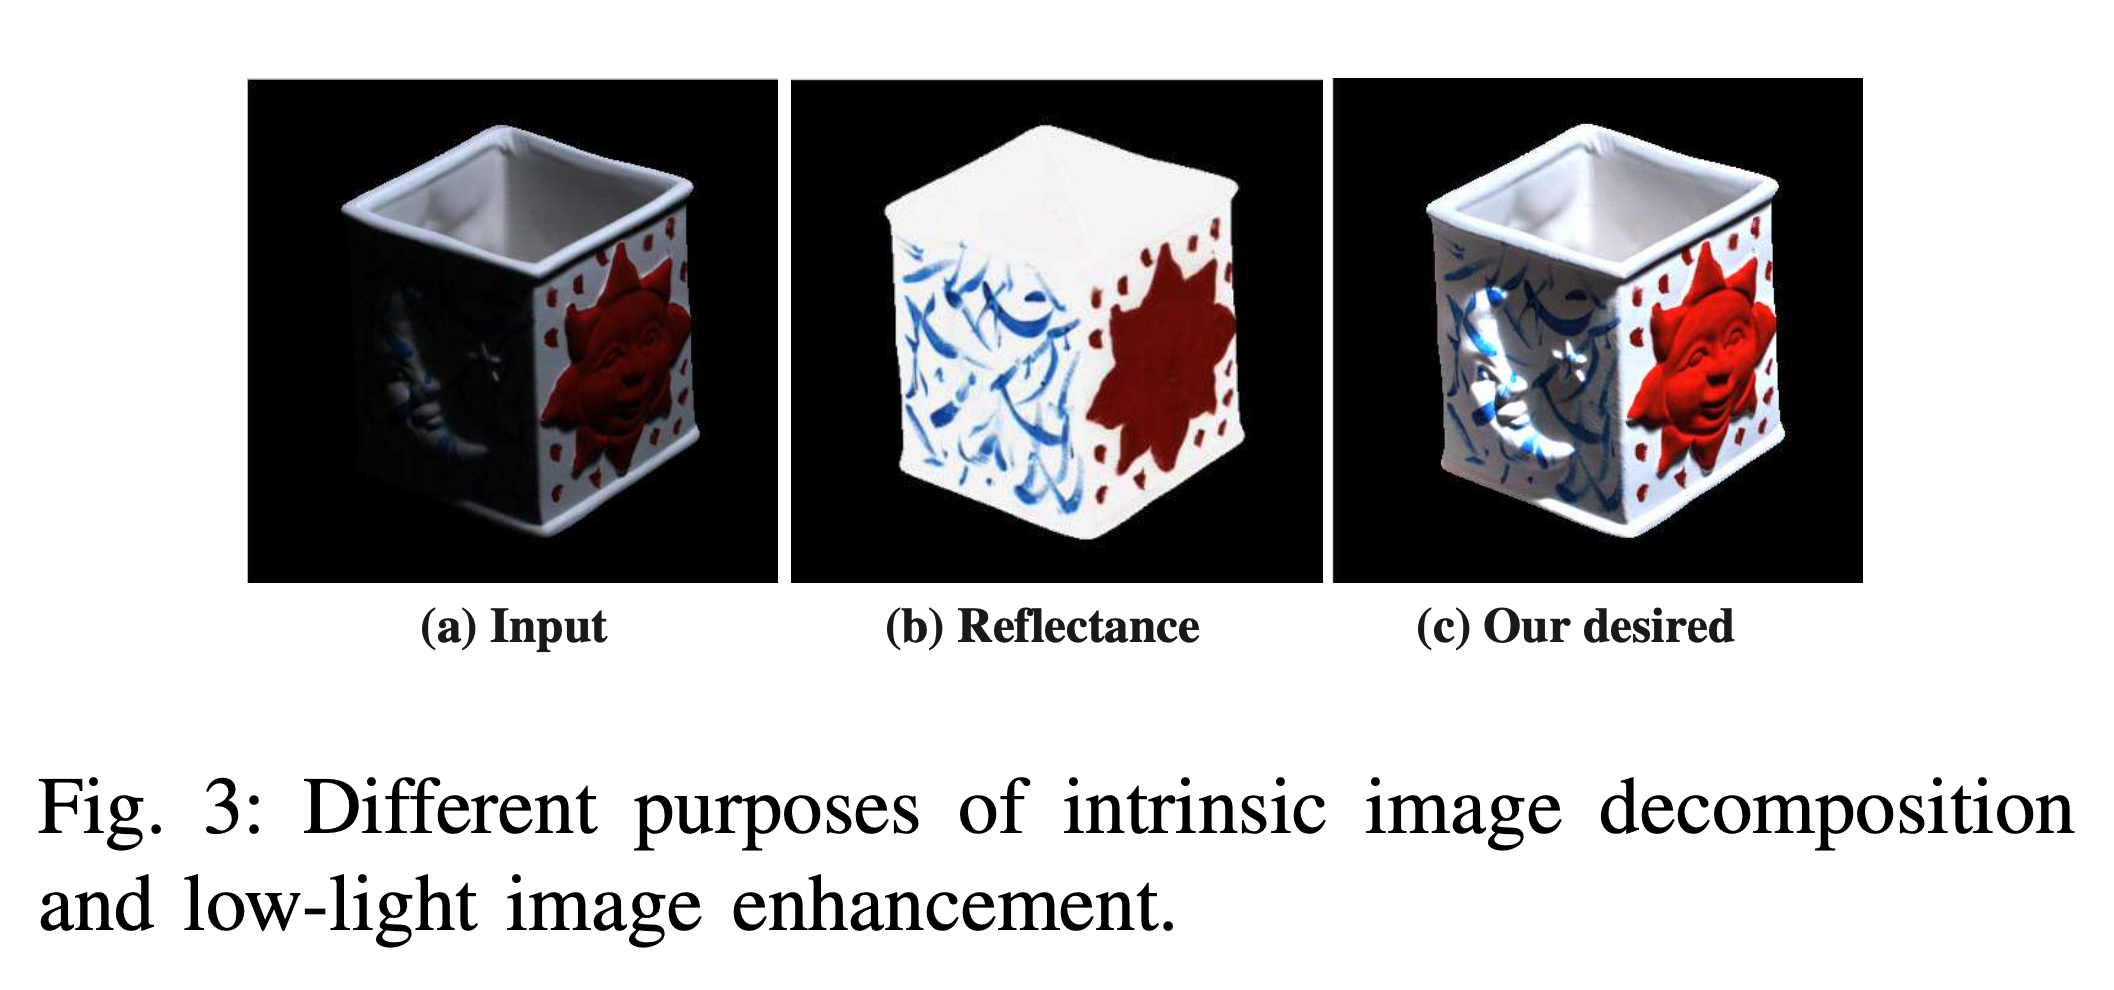 (a) Input (b) Reflectance (c) Our desired
Fig. 3: Different purposes of intrinsic image decomposition
and low-light image enhancement.